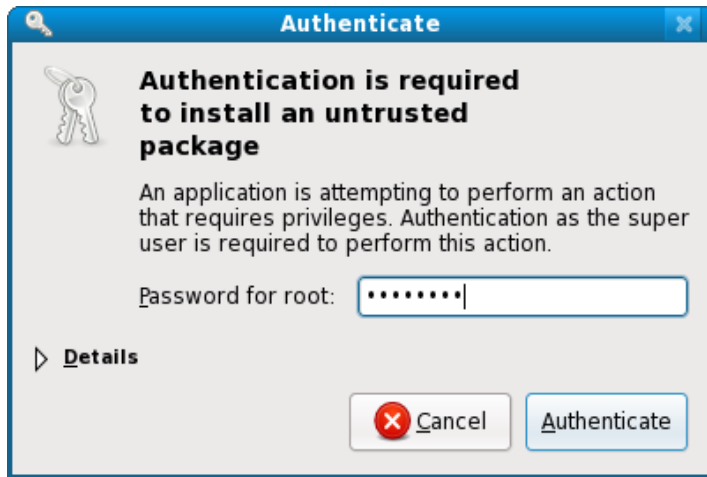 Authenticate
Authentication is required
to install an untrusted
package
An application is attempting to perform an action
that requires privileges. Authentication as the super
user is required to perform this action.
Password for root: ••••••••
Details
Cancel Authenticate